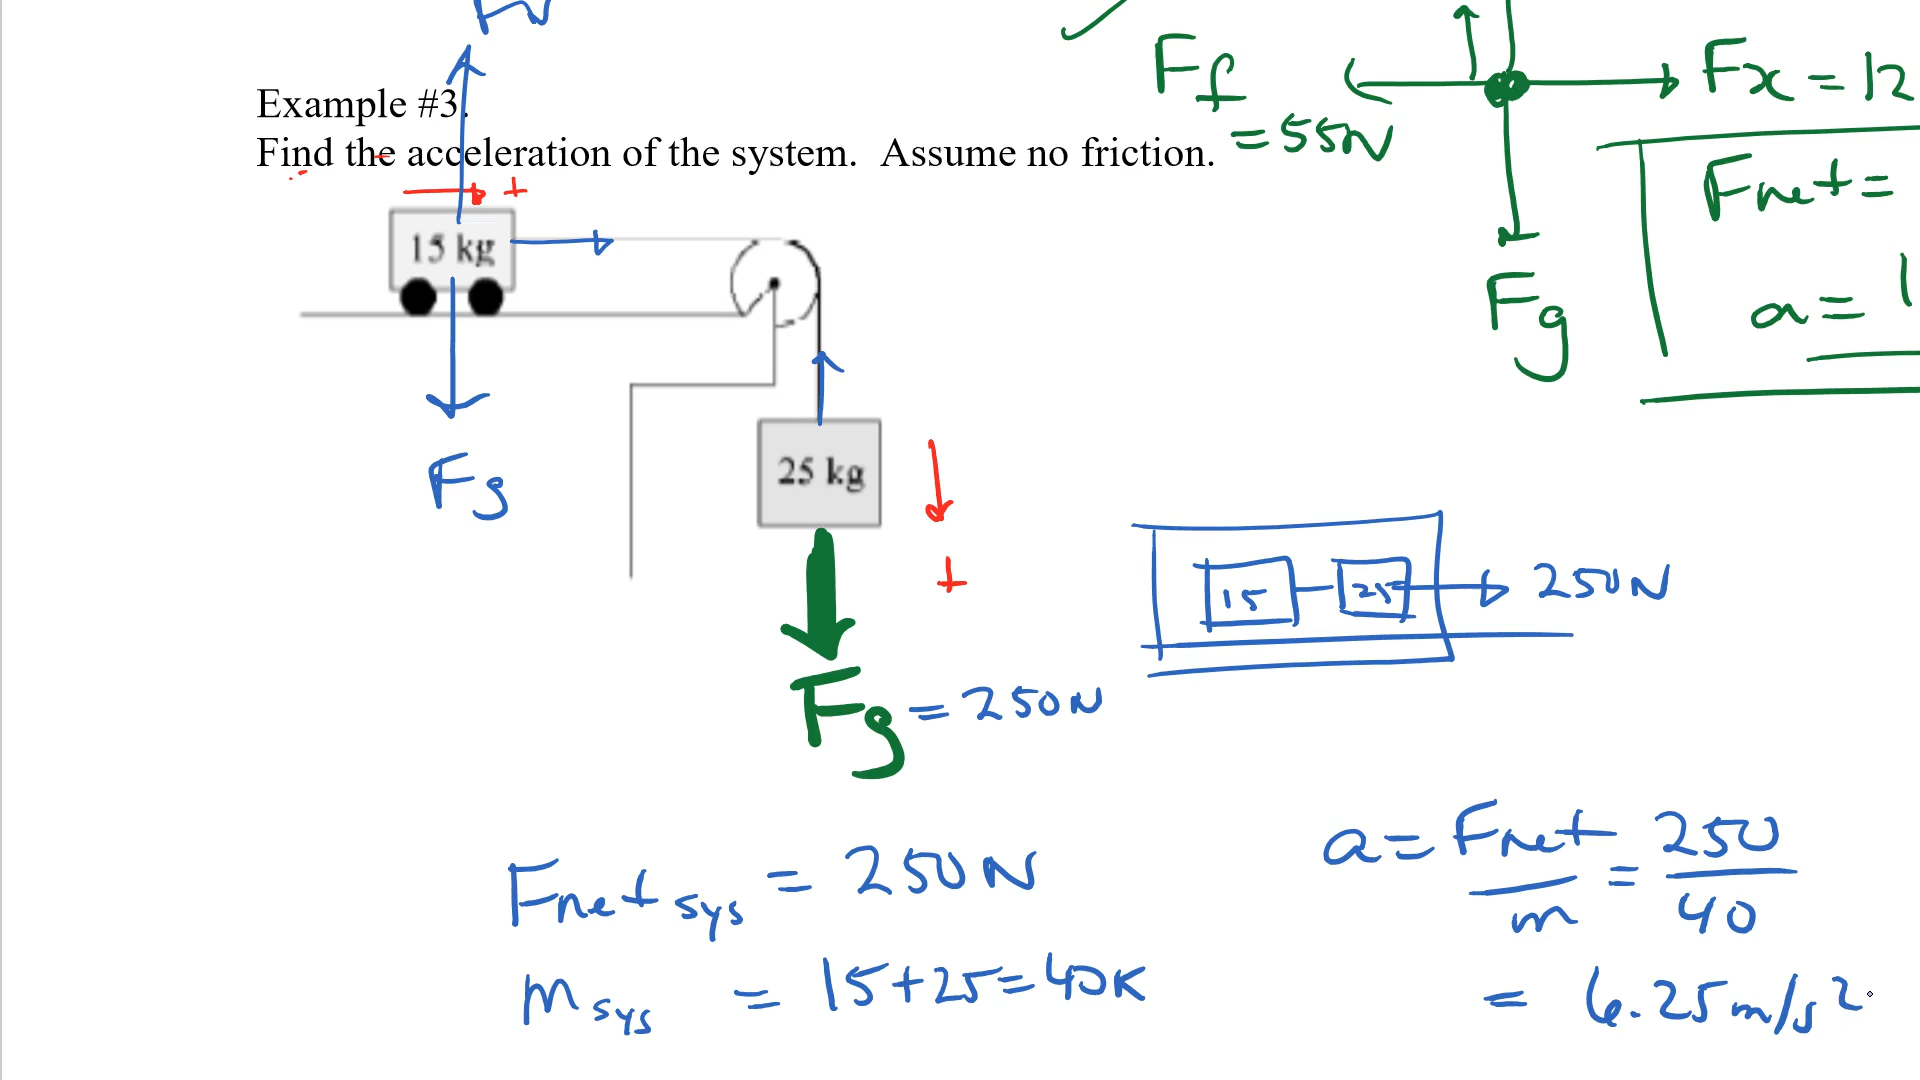 FN
Example #3.
Find the acceleration of the system.  Assume no friction.
+
15 kg
Fg
25 kg
+
Fg = 250N
Ff = 55N
Fx = 12
Fnet =
a = 1
Fg
15 25 250N
Fnet sys = 250N
m sys = 15+25=40K
a = Fnet/m = 250/40
= 6.25 m/s²